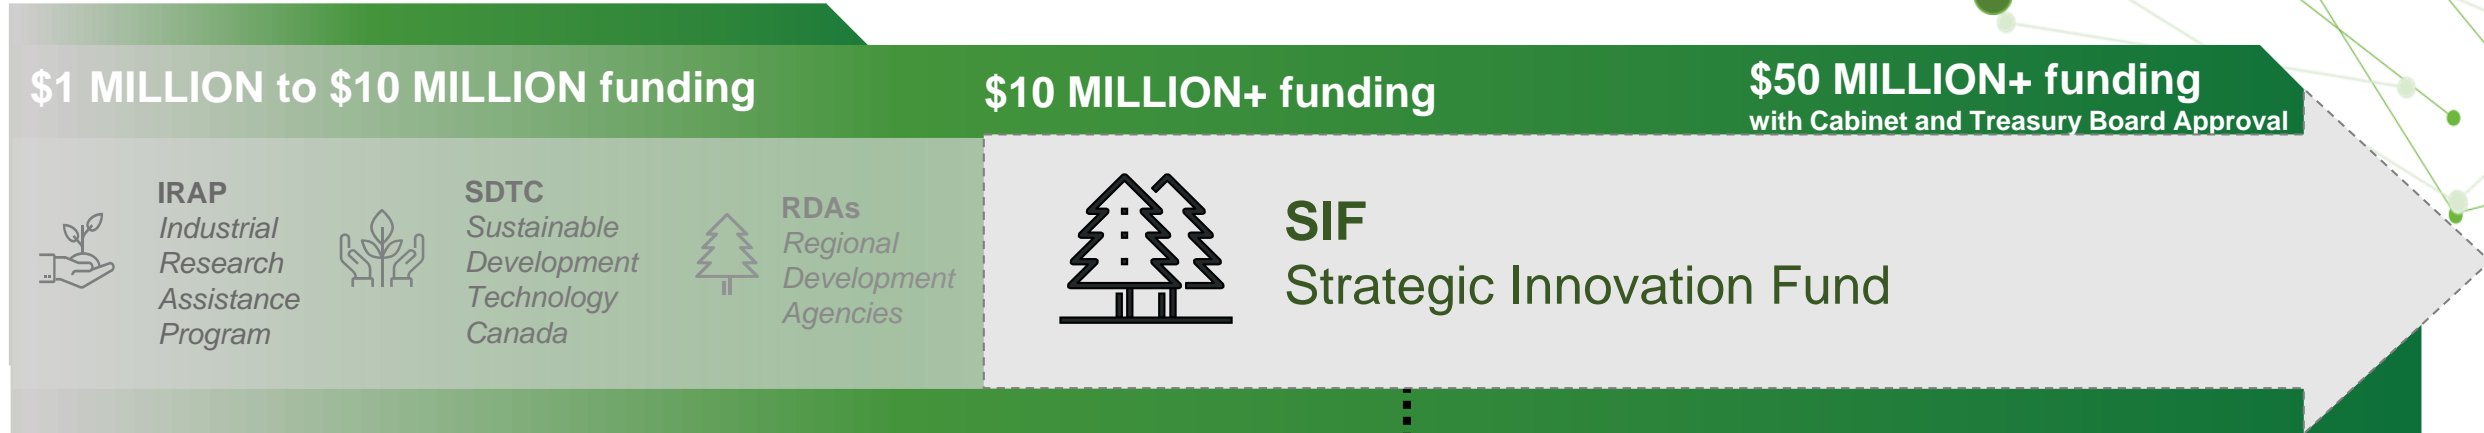 $1 MILLION to $10 MILLION funding
$10 MILLION+ funding
$50 MILLION+ funding
with Cabinet and Treasury Board Approval
IRAP
Industrial
Research
Assistance
Program
SDTC
Sustainable
Development
Technology
Canada
RDAs
Regional
Development
Agencies
SIF
Strategic Innovation Fund